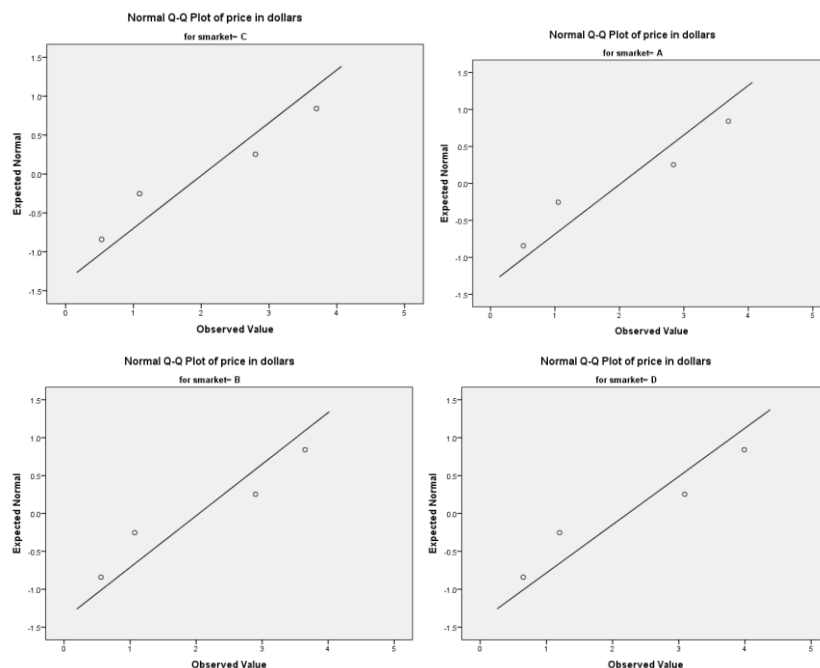 Normal Q-Q Plot of price in dollars
for smarket= C
1.5
1.0
0.5
0.0
-0.5
-1.0
-1.5
Expected Normal
0 1 2 3 4 5
Observed Value
Normal Q-Q Plot of price in dollars
for smarket= A
1.5
1.0
0.5
0.0
-0.5
-1.0
-1.5
Expected Normal
0 1 2 3 4 5
Observed Value
Normal Q-Q Plot of price in dollars
for smarket= B
1.5
1.0
0.5
0.0
-0.5
-1.0
-1.5
Expected Normal
0 1 2 3 4 5
Observed Value
Normal Q-Q Plot of price in dollars
for smarket= D
1.5
1.0
0.5
0.0
-0.5
-1.0
-1.5
Expected Normal
0 1 2 3 4 5
Observed Value